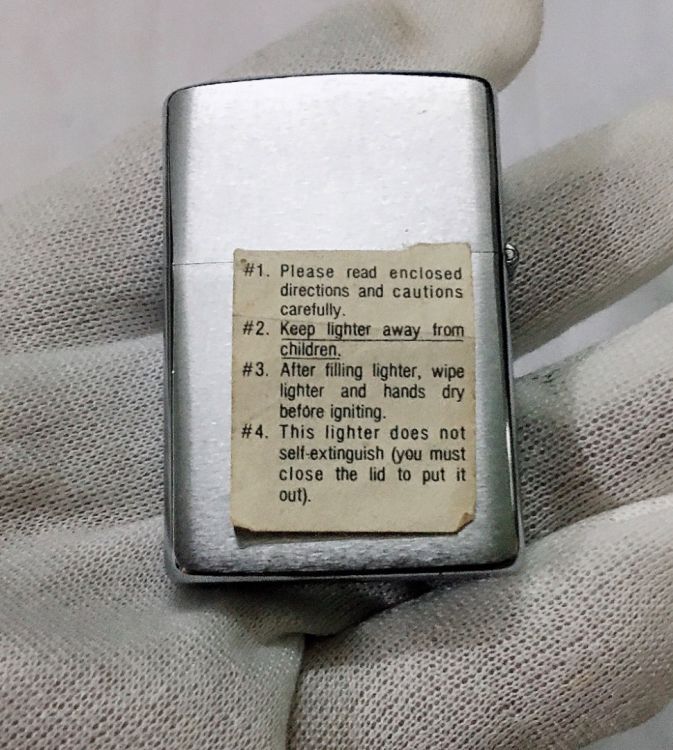 #1. Please read enclosed
directions and cautions
carefully.
#2. Keep lighter away from
children.
#3. After filling lighter, wipe
lighter and hands dry
before igniting.
#4. This lighter does not
self-extinguish (you must
close the lid to put it
out).